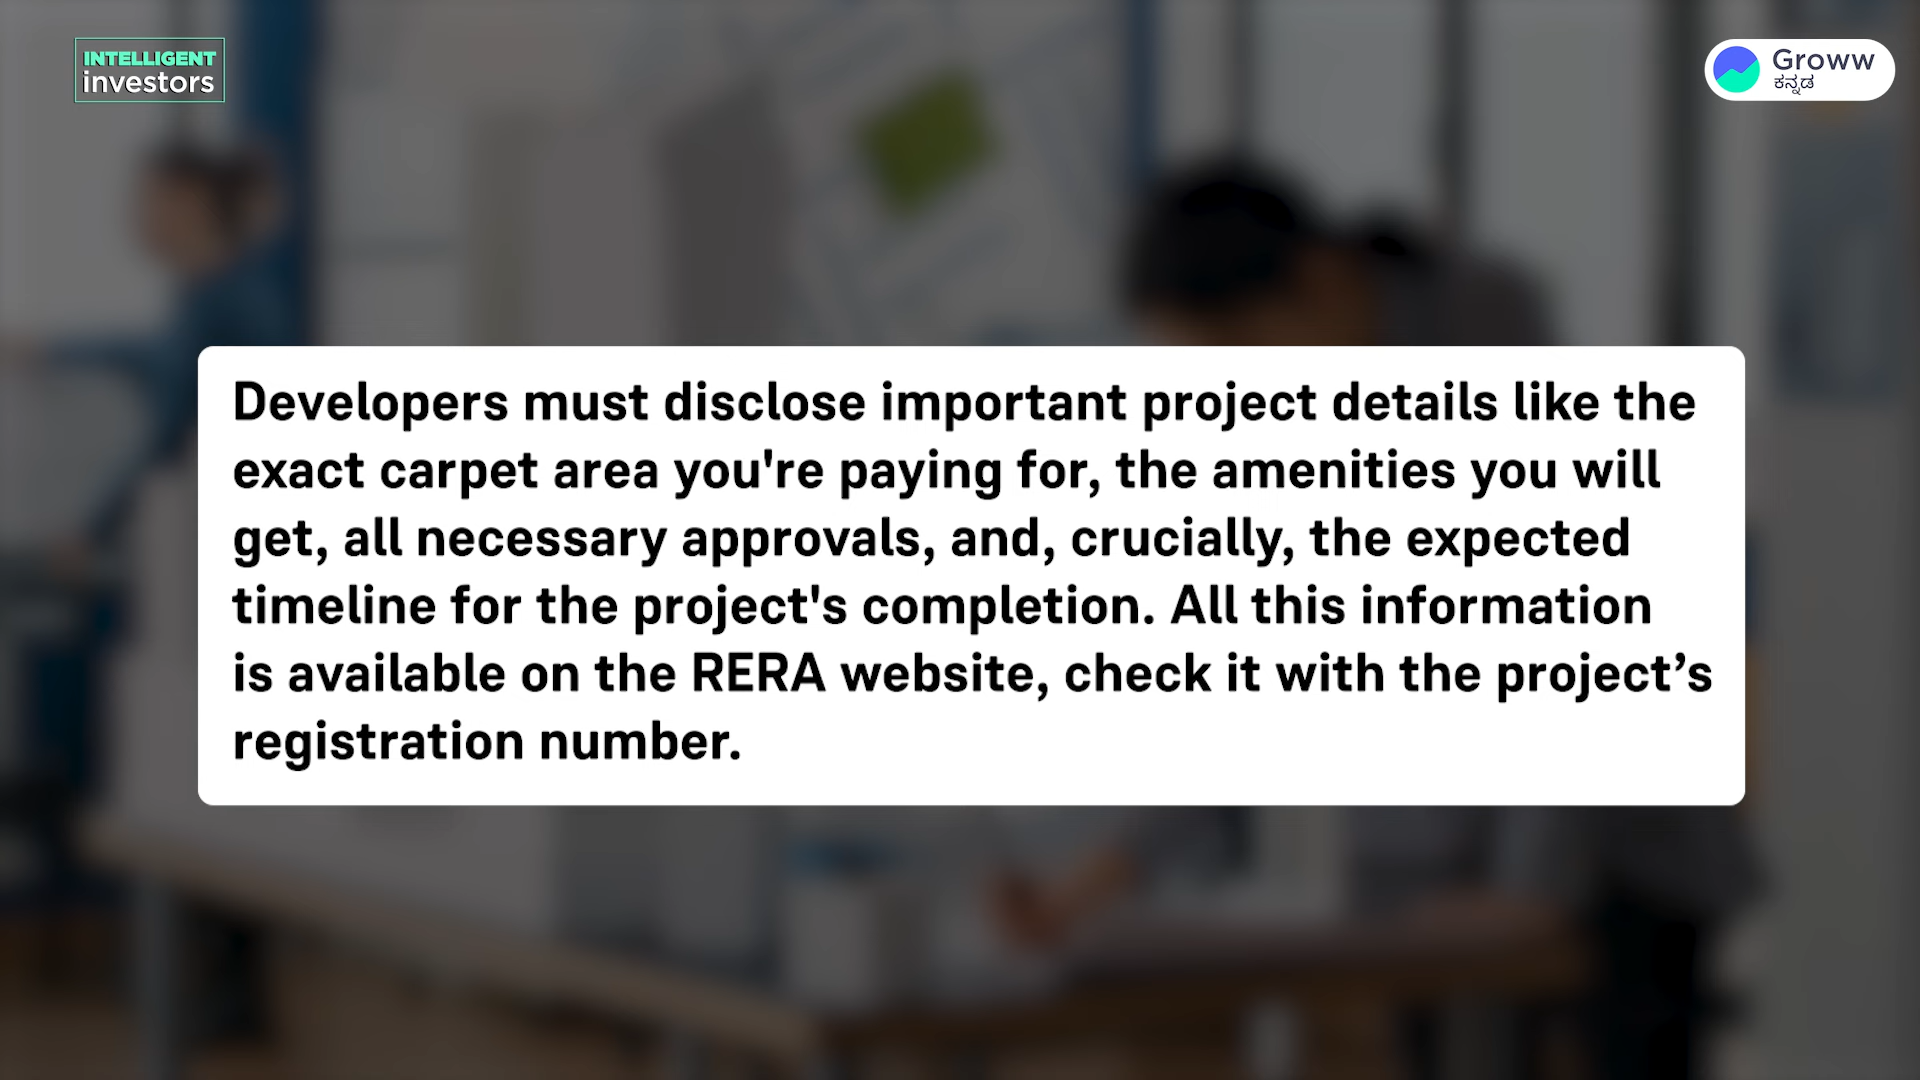 INTELLIGENT
investors
Groww
ಕನ್ನಡ
Developers must disclose important project details like the
exact carpet area you're paying for, the amenities you will
get, all necessary approvals, and, crucially, the expected
timeline for the project's completion. All this information
is available on the RERA website, check it with the project’s
registration number.